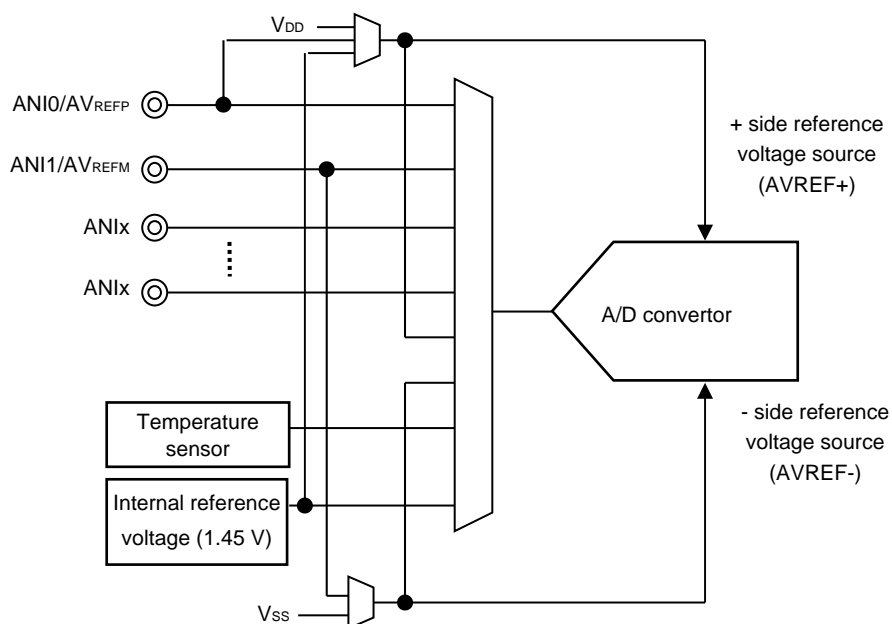 VDD
ANI0/AVREFP
ANI1/AVREFM
ANIx
ANIx
+ side reference
voltage source
(AVREF+)
A/D convertor
Temperature
sensor
Internal reference
voltage (1.45 V)
- side reference
voltage source
(AVREF-)
VSS